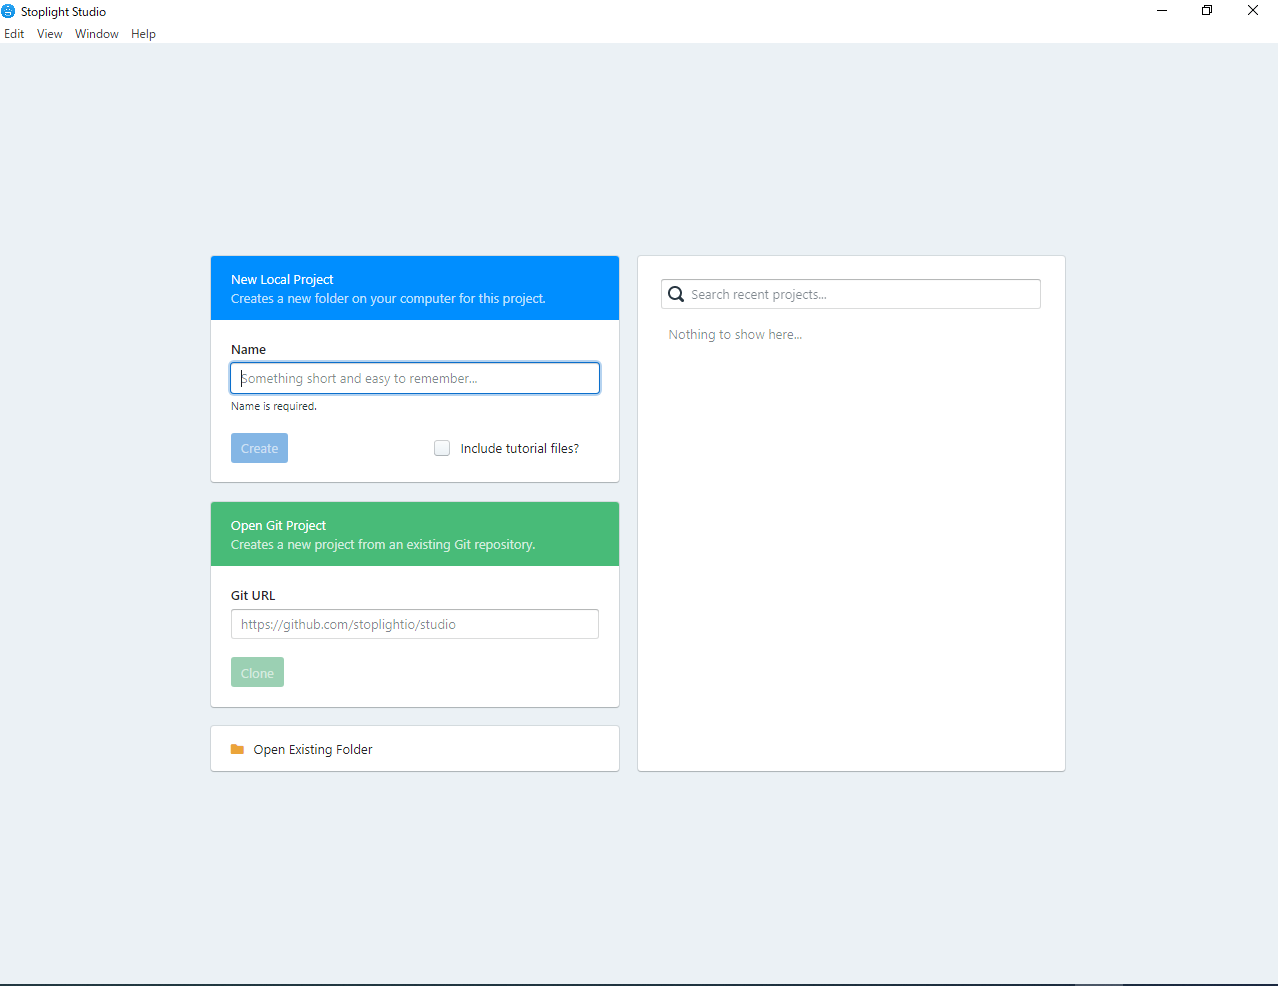 Stoplight Studio
Edit View Window Help
New Local Project
Creates a new folder on your computer for this project.
Name
Something short and easy to remember...
Name is required.
Create
Include tutorial files?
Open Git Project
Creates a new project from an existing Git repository.
Git URL
https://github.com/stoplightio/studio
Clone
Open Existing Folder
Search recent projects...
Nothing to show here...